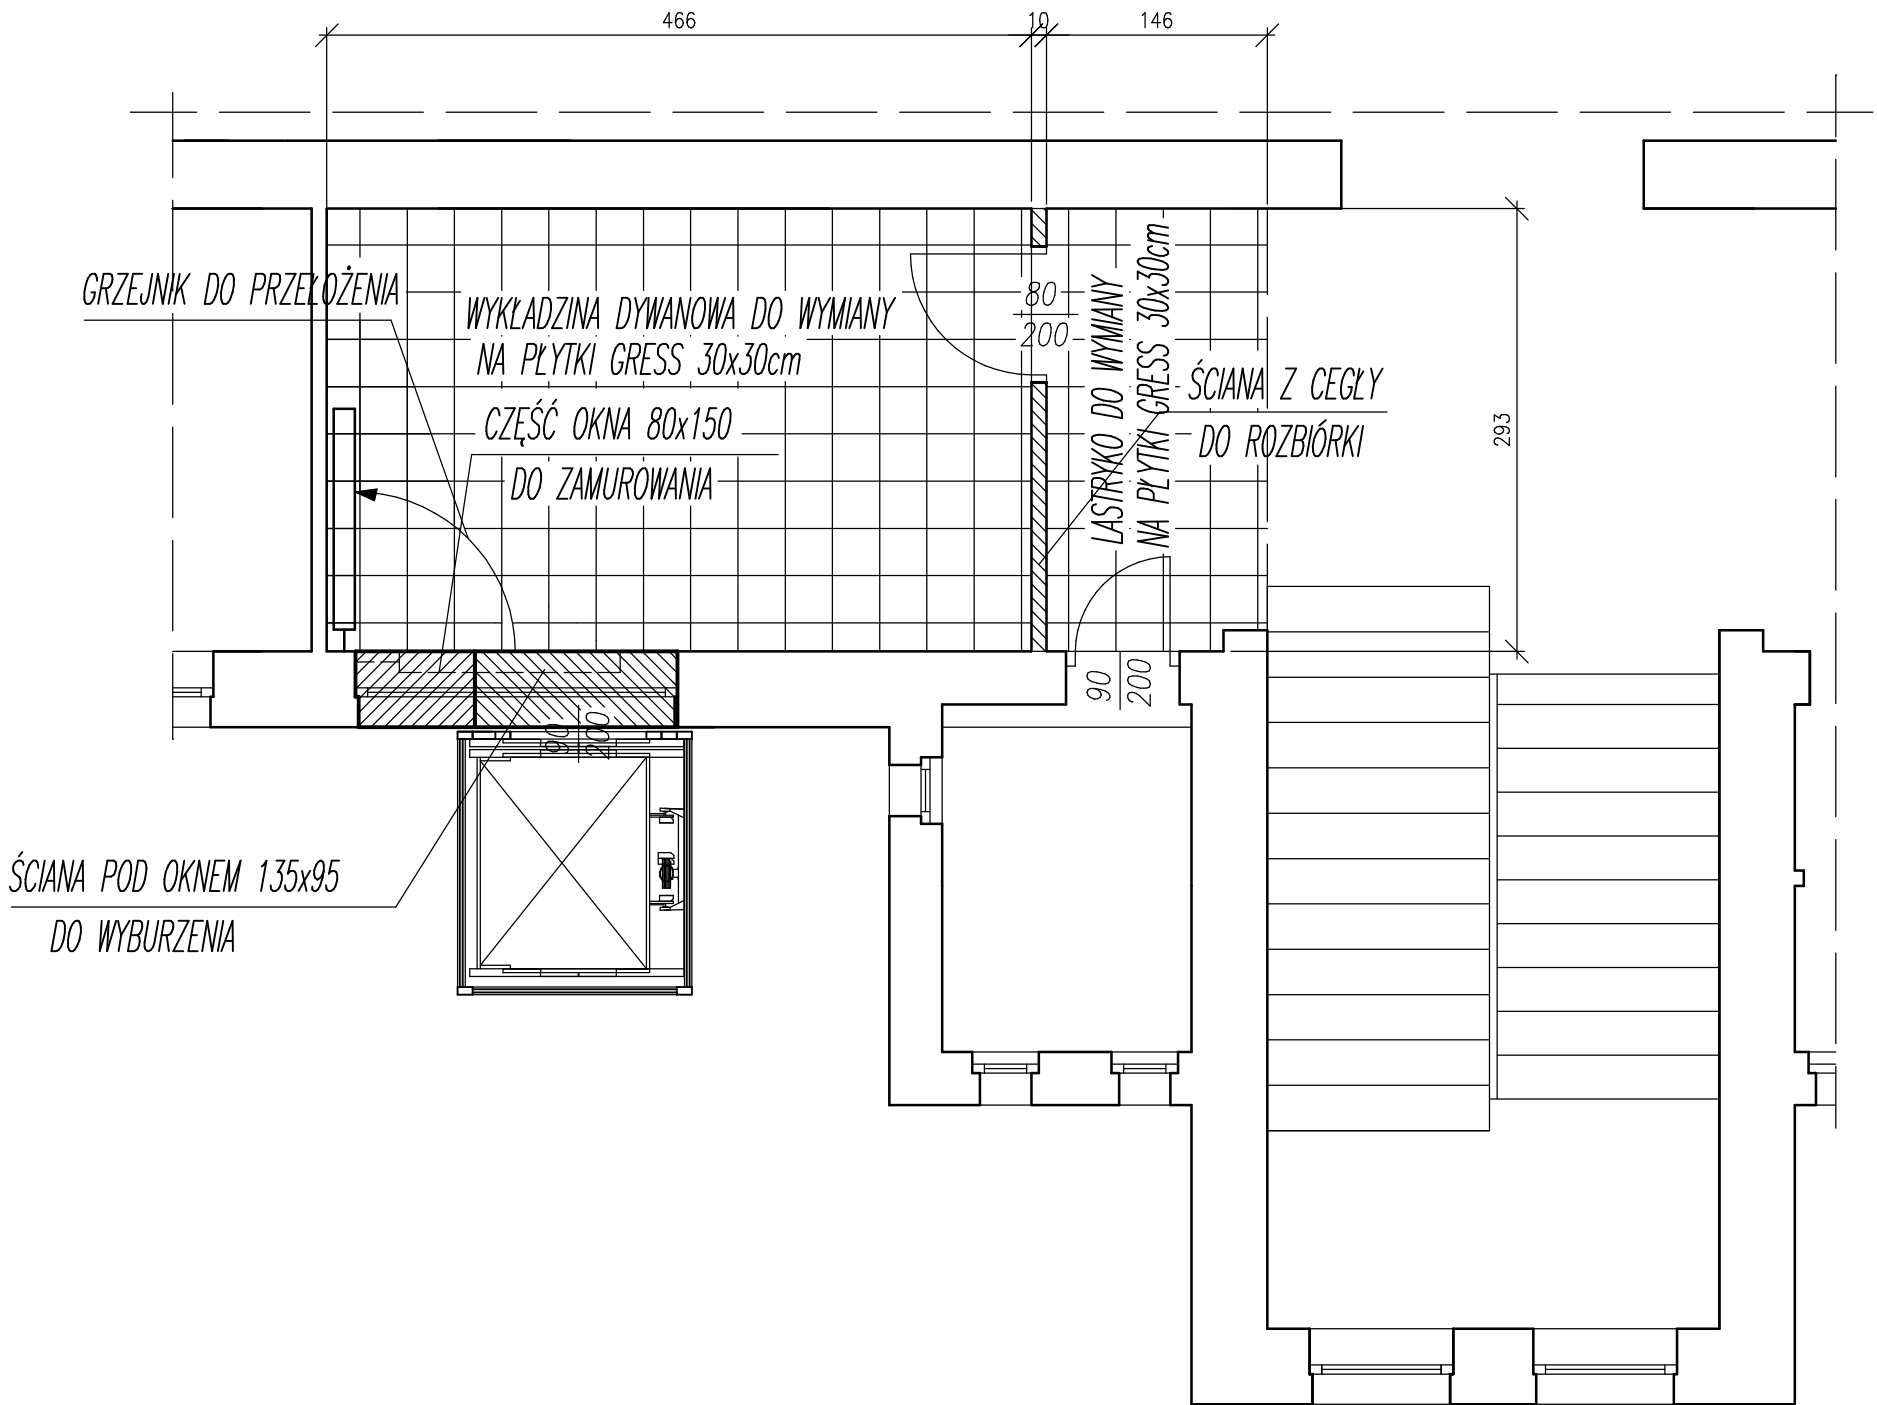 466
10
146
GRZEJNIK DO PRZEŁOŻENIA
WYKŁADZINA DYWANOWA DO WYMIANY
NA PŁYTKI GRESS 30x30cm
CZĘŚĆ OKNA 80x150
DO ZAMUROWANIA
80
200
LASTRYKO DO WYMIANY
NA PŁYTKI GRESS 30x30cm
ŚCIANA Z CEGŁY
DO ROZBIÓRKI
293
90
200
90
200
ŚCIANA POD OKNEM 135x95
DO WYBURZENIA